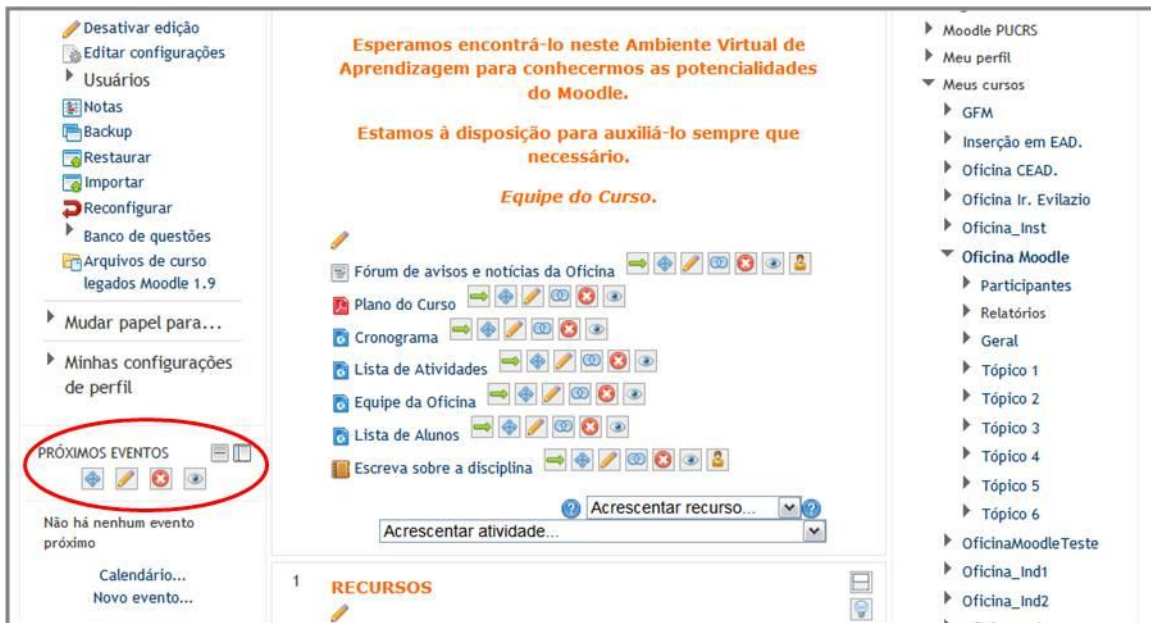 Desativar edição
Editar configurações
Usuários
Notas
Backup
Restaurar
Importar
Reconfigurar
Banco de questões
Arquivos de curso
legados Moodle 1.9
Mudar papel para...
Minhas configurações
de perfil
PRÓXIMOS EVENTOS
Não há nenhum evento
próximo
Calendário...
Novo evento...
Esperamos encontrá-lo neste Ambiente Virtual de
Aprendizagem para conhecermos as potencialidades
do Moodle.
Estamos à disposição para auxiliá-lo sempre que
necessário.
Equipe do Curso.
Fórum de avisos e notícias da Oficina
Plano do Curso
Cronograma
Lista de Atividades
Equipe da Oficina
Lista de Alunos
Escreva sobre a disciplina
Acrescentar recurso...
Acrescentar atividade...
1 RECURSOS
Moodle PUCRS
Meu perfil
Meus cursos
GFM
Inserção em EAD.
Oficina CEAD.
Oficina Ir. Evilazio
Oficina_Inst
Oficina Moodle
Participantes
Relatórios
Geral
Tópico 1
Tópico 2
Tópico 3
Tópico 4
Tópico 5
Tópico 6
OficinaMoodleTeste
Oficina_Ind1
Oficina_Ind2